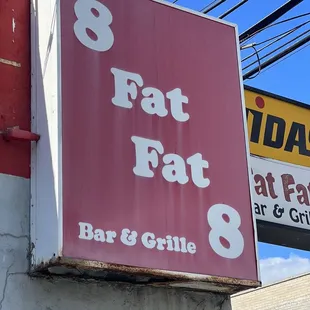 8
Fat
Fat
Bar & Grille 8
IDAS
at Fa
ar & Gri